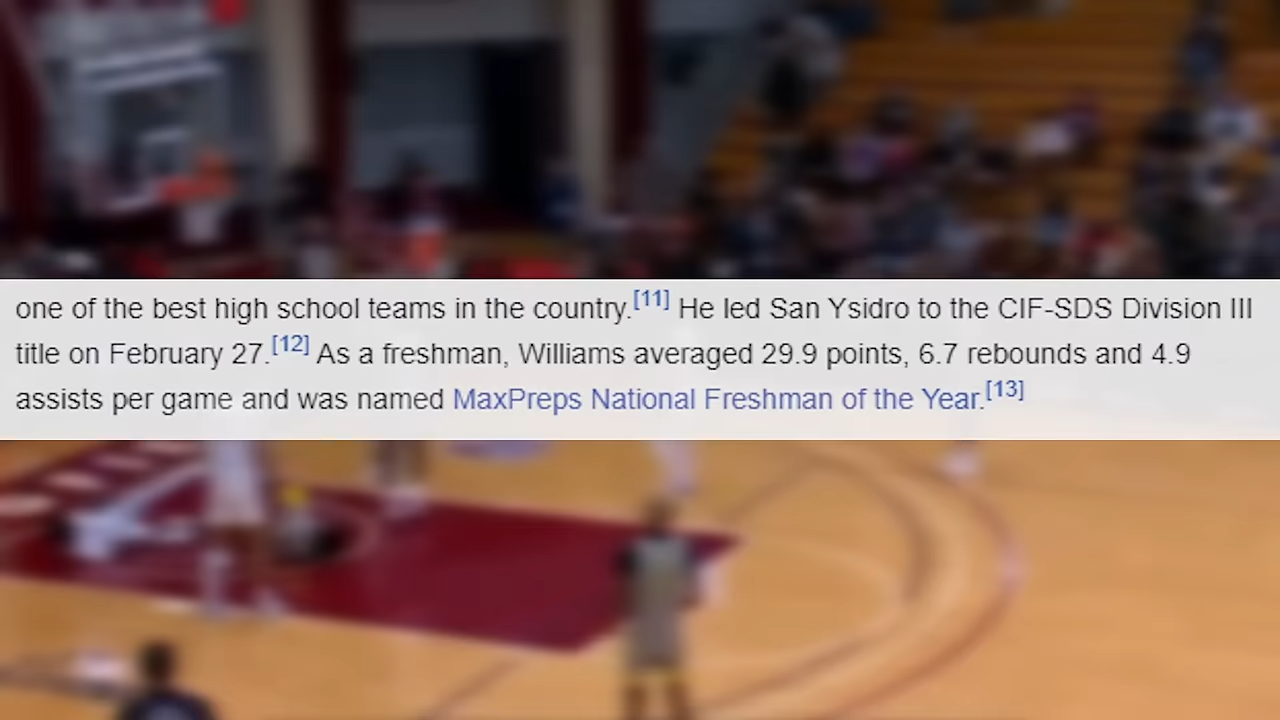 one of the best high school teams in the country.[11] He led San Ysidro to the CIF-SDS Division III
title on February 27.[12] As a freshman, Williams averaged 29.9 points, 6.7 rebounds and 4.9
assists per game and was named MaxPreps National Freshman of the Year.[13]